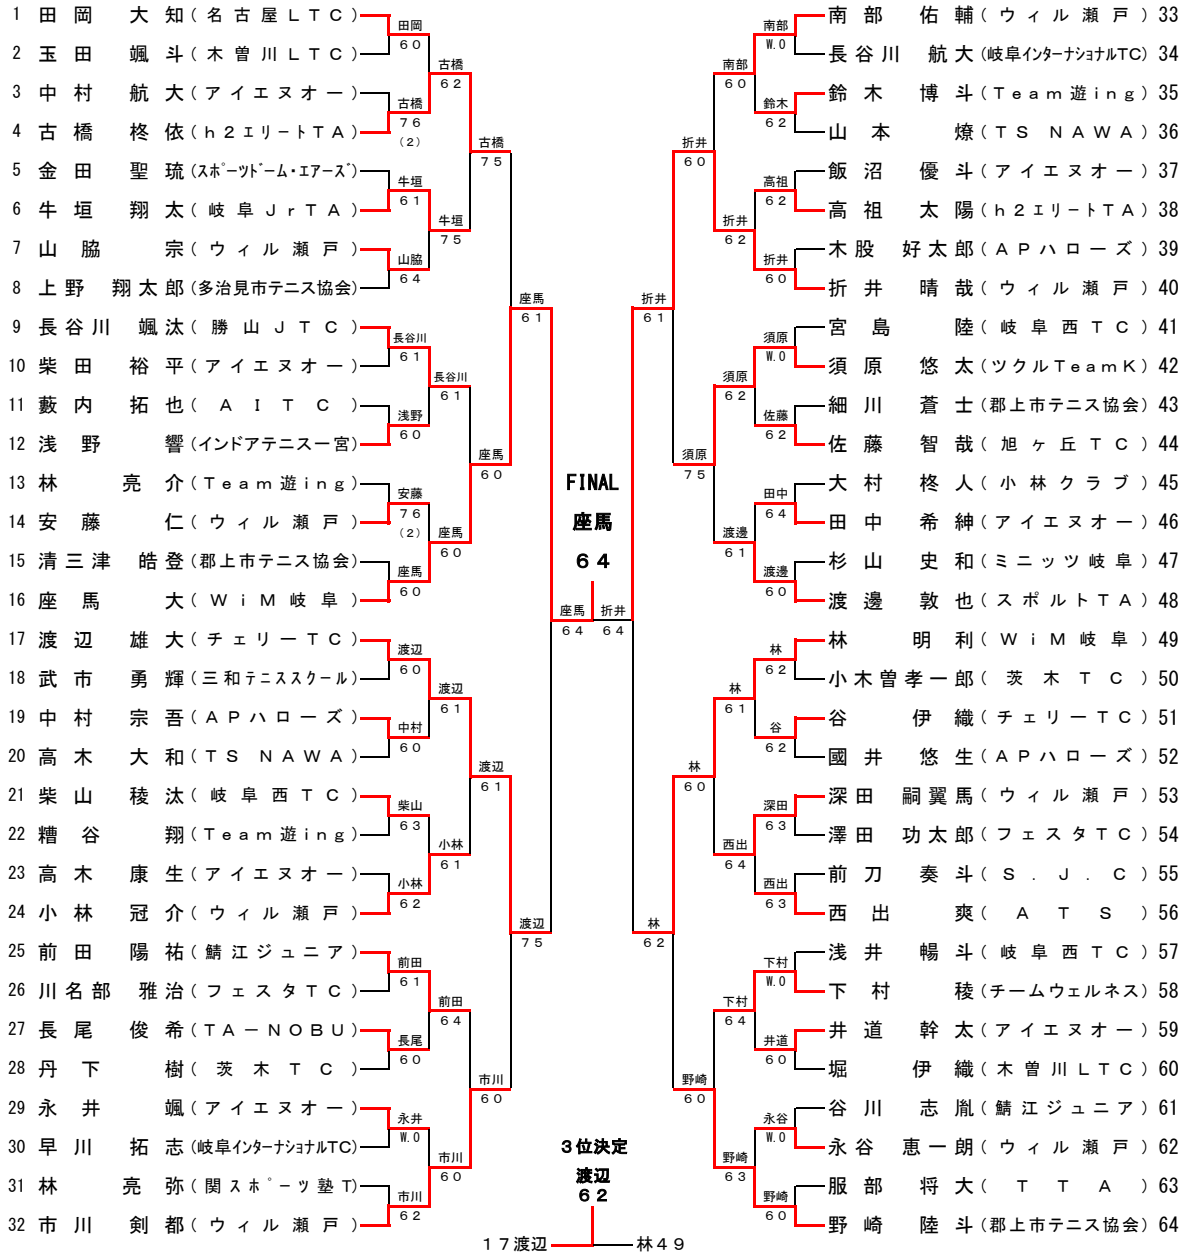 1 田岡 大知(名古屋LTC)
2 玉田 颯斗(木曽川LTC)
3 中村 航大(アイエヌオー)
4 古橋 柊依(h2エリートTA)
5 金田 聖琉(スポーツドーム・エアーズ)
6 牛垣 翔太(岐阜JrTA)
7 山脇 宗(ウィル瀬戸)
8 上野 翔太郎(多治見市テニス協会)
9 長谷川 颯汰(勝山JTC)
10 柴田 裕平(アイエヌオー)
11 藪内 拓也(AITC)
12 浅野 響(インドアテニス一宮)
13 林 亮介(Team遊ing)
14 安藤 仁(ウィル瀬戸)
15 清三津 皓登(郡上市テニス協会)
16 座馬 大(WiM岐阜)
17 渡辺 雄大(チェリーTC)
18 武市 勇輝(三和テニススクール)
19 中村 宗吾(APハローズ)
20 高木 大和(TS NAWA)
21 柴山 稜汰(岐阜西TC)
22 糟谷 翔(Team遊ing)
23 高木 康生(アイエヌオー)
24 小林 冠介(ウィル瀬戸)
25 前田 陽祐(鯖江ジュニア)
26 川名部 雅治(フェスタTC)
27 長尾 俊希(TA-NOBU)
28 丹下 樹(茨木TC)
29 永井 颯(アイエヌオー)
30 早川 拓志(岐阜インターナショナルTC)
31 林 亮弥(関スポーツ塾T)
32 市川 剣都(ウィル瀬戸)
田岡
60
古橋
76
(2)
牛垣
61
山脇
64
長谷川
61
浅野
60
安藤
76
(2)
座馬
60
渡辺
60
中村
60
柴山
63
小林
62
前田
61
長尾
60
永井
W.0
市川
62
古橋
62
牛垣
75
長谷川
61
座馬
60
渡辺
61
小林
61
前田
64
市川
60
古橋
75
座馬
60
渡辺
61
市川
60
座馬
61
渡辺
75
座馬
64
FINAL
座馬
64
折井
64
3位決定
渡辺
62
17渡辺
林49
折井
61
林
62
折井
60
須原
75
林
60
野崎
60
南部
60
折井
62
須原
62
渡邊
61
林
61
西出
64
下村
64
野崎
63
南部
W.0
鈴木
62
高祖
62
折井
60
須原
W.0
佐藤
62
田中
64
渡邊
60
林
62
谷
62
深田
63
西出
63
下村
W.0
井道
60
永谷
W.0
野崎
60
南部 佑輔(ウィル瀬戸) 33
長谷川 航大(岐阜インターナショナルTC) 34
鈴木 博斗(Team遊ing) 35
山本 燎(TS NAWA) 36
飯沼 優斗(アイエヌオー) 37
高祖 太陽(h2エリートTA) 38
木股 好太郎(APハローズ) 39
折井 晴哉(ウィル瀬戸) 40
宮島 陸(岐阜西TC) 41
須原 悠太(ツクルTeamK) 42
細川 蒼士(郡上市テニス協会) 43
佐藤 智哉(旭ヶ丘TC) 44
大村 柊人(小林クラブ) 45
田中 希紳(アイエヌオー) 46
杉山 史和(ミニッツ岐阜) 47
渡邊 敦也(スポルトTA) 48
林 明利(WiM岐阜) 49
小木曽孝一郎(茨木TC) 50
谷 伊織(チェリーTC) 51
國井 悠生(APハローズ) 52
深田 嗣翼馬(ウィル瀬戸) 53
澤田 功太郎(フェスタTC) 54
前刀 奏斗(S.J.C) 55
西出 爽(ATS) 56
浅井 暢斗(岐阜西TC) 57
下村 稜(チームウェルネス) 58
井道 幹太(アイエヌオー) 59
堀 伊織(木曽川LTC) 60
谷川 志胤(鯖江ジュニア) 61
永谷 恵一朗(ウィル瀬戸) 62
服部 将大(TTA) 63
野崎 陸斗(郡上市テニス協会) 64